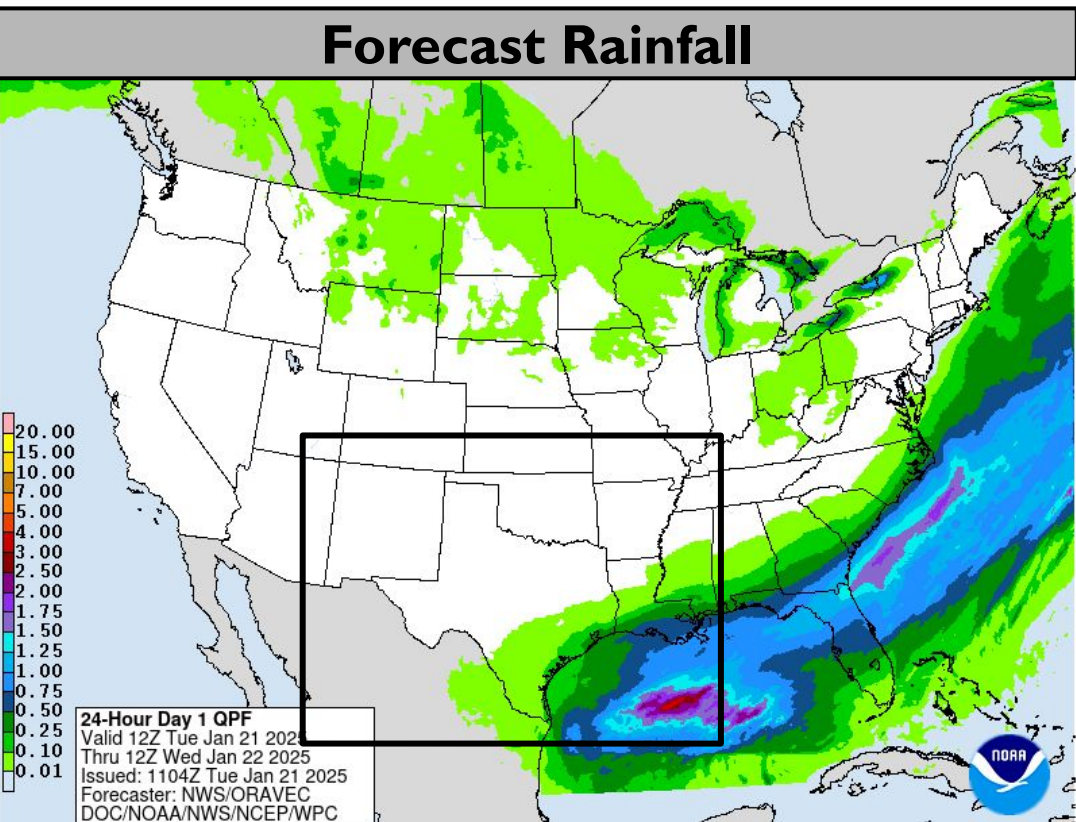 Forecast Rainfall
20.00
15.00
10.00
7.00
5.00
4.00
3.00
2.50
2.00
1.75
1.50
1.25
1.00
0.75
0.50
0.25
0.10
0.01
24-Hour Day 1 QPF
Valid 12Z Tue Jan 21 2025
Thru 12Z Wed Jan 22 2025
Issued: 1104Z Tue Jan 21 2025
Forecaster: NWS/ORAVEC
DOC/NOAA/NWS/NCEP/WPC
NOAA